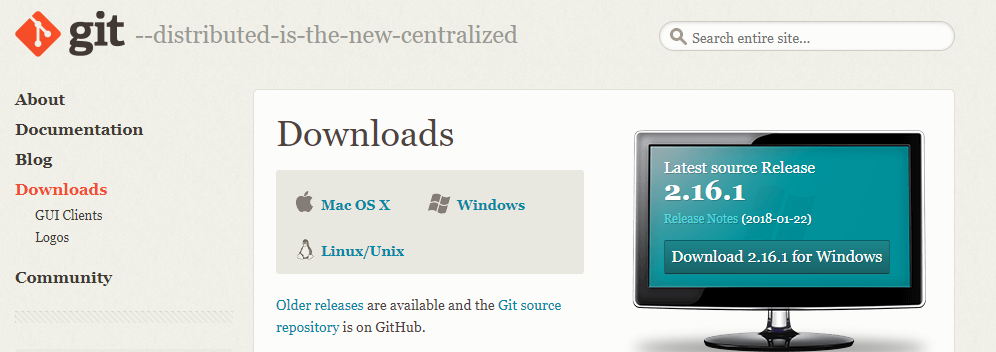 git --distributed-is-the-new-centralized
Search entire site...
About
Documentation
Blog
Downloads
GUI Clients
Logos
Community
Downloads
Mac OS X
Windows
Linux/Unix
Older releases are available and the Git source
repository is on GitHub.
Latest source Release
2.16.1
Release Notes (2018-01-22)
Download 2.16.1 for Windows